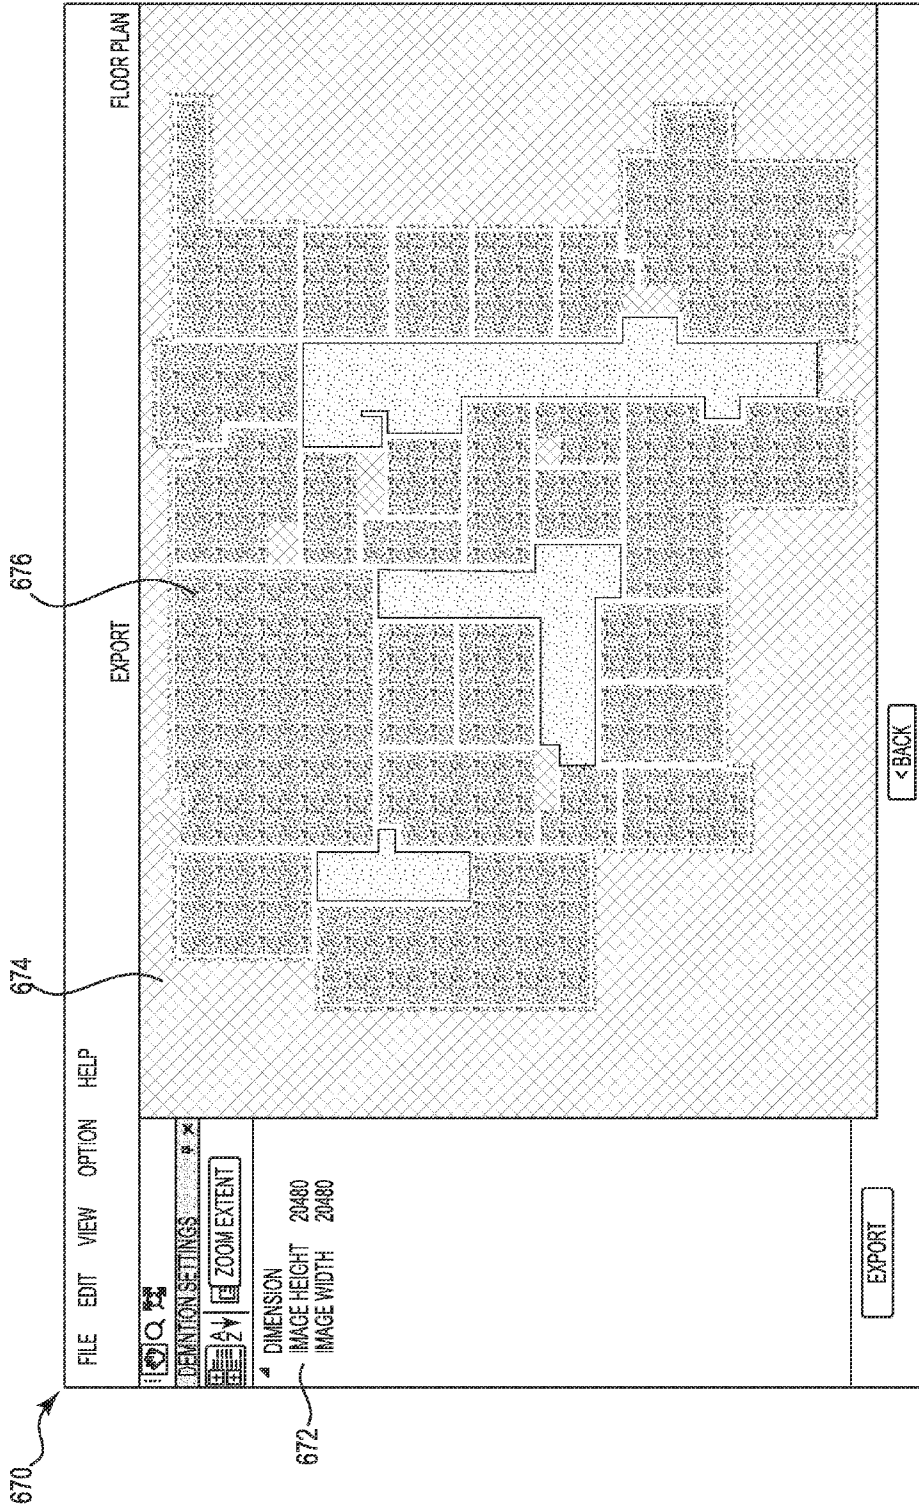 670
FILE EDIT VIEW OPTION HELP
EXPORT
FLOOR PLAN
DEMNTION SETTINGS
A
Z
ZOOM EXTENT
DIMENSION
IMAGE HEIGHT 20480
IMAGE WIDTH 20480
672
674
676
EXPORT
< BACK